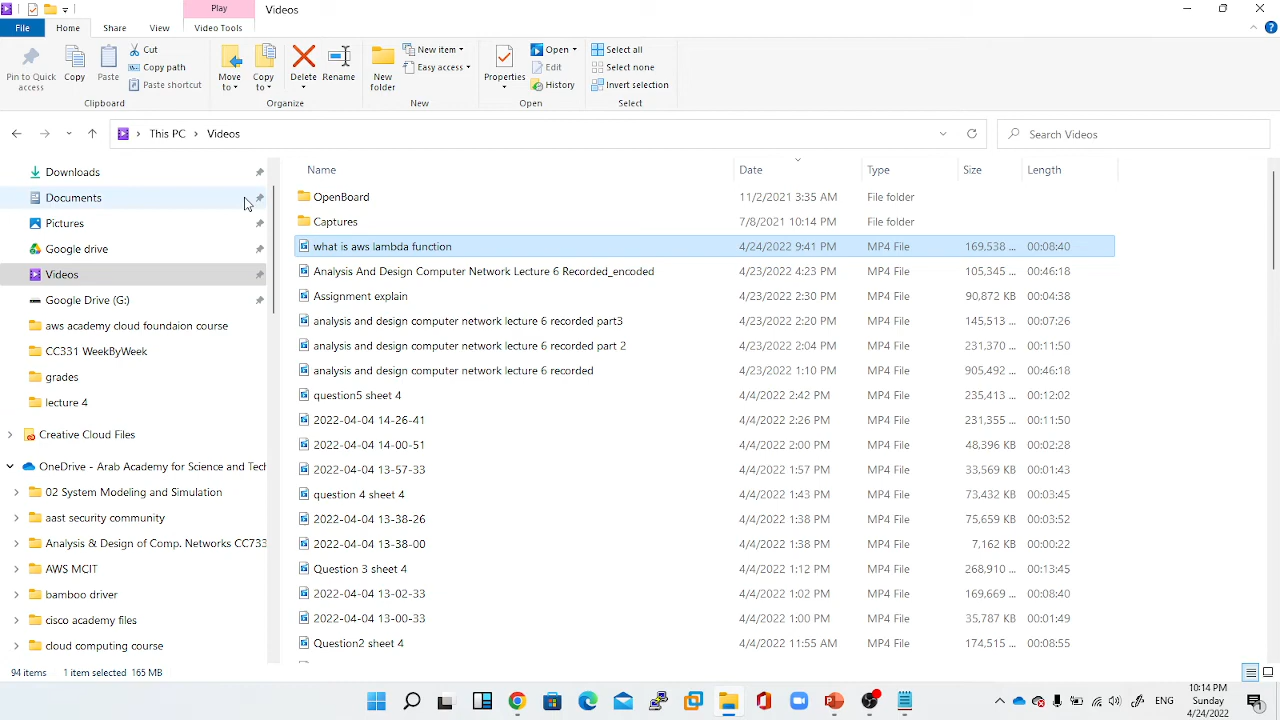 Play
Videos
File
Home
Share
View
Video Tools
Pin to Quick access
Copy
Paste
Cut
Copy path
Paste shortcut
Clipboard
Move to
Copy to
Delete
Rename
Organize
New folder
New item
Easy access
New
Properties
Open
Edit
History
Open
Select all
Select none
Invert selection
Select
This PC
Videos
Search Videos
Name
Date
Type
Size
Length
Downloads
Documents
Pictures
Google drive
Videos
Google Drive (G:)
aws academy cloud foundaion course
CC331 WeekByWeek
grades
lecture 4
Creative Cloud Files
OneDrive - Arab Academy for Science and Tech
02 System Modeling and Simulation
aast security community
Analysis & Design of Comp. Networks CC733
AWS MCIT
bamboo driver
cisco academy files
cloud computing course
OpenBoard 11/2/2021 3:35 AM File folder
Captures 7/8/2021 10:14 PM File folder
what is aws lambda function 4/24/2022 9:41 PM MP4 File 169,538 ... 00:08:40
Analysis And Design Computer Network Lecture 6 Recorded_encoded 4/23/2022 4:23 PM MP4 File 105,345 ... 00:46:18
Assignment explain 4/23/2022 2:30 PM MP4 File 90,872 KB 00:04:38
analysis and design computer network lecture 6 recorded part3 4/23/2022 2:20 PM MP4 File 145,513 ... 00:07:26
analysis and design computer network lecture 6 recorded part 2 4/23/2022 2:04 PM MP4 File 231,370 ... 00:11:50
analysis and design computer network lecture 6 recorded 4/23/2022 1:10 PM MP4 File 905,492 ... 00:46:18
question5 sheet 4 4/4/2022 2:42 PM MP4 File 235,413 ... 00:12:02
2022-04-04 14-26-41 4/4/2022 2:26 PM MP4 File 231,355 ... 00:11:50
2022-04-04 14-00-51 4/4/2022 2:00 PM MP4 File 48,396 KB 00:02:28
2022-04-04 13-57-33 4/4/2022 1:57 PM MP4 File 33,569 KB 00:01:43
question 4 sheet 4 4/4/2022 1:43 PM MP4 File 73,432 KB 00:03:45
2022-04-04 13-38-26 4/4/2022 1:38 PM MP4 File 75,659 KB 00:03:52
2022-04-04 13-38-00 4/4/2022 1:38 PM MP4 File 7,162 KB 00:00:22
Question 3 sheet 4 4/4/2022 1:12 PM MP4 File 268,910 ... 00:13:45
2022-04-04 13-02-33 4/4/2022 1:02 PM MP4 File 169,669 ... 00:08:40
2022-04-04 13-00-33 4/4/2022 1:00 PM MP4 File 35,787 KB 00:01:49
Question2 sheet 4 4/4/2022 11:55 AM MP4 File 174,515 ... 00:08:55
94 items 1 item selected 165 MB
ENG
10:14 PM
Sunday
4/24/2022